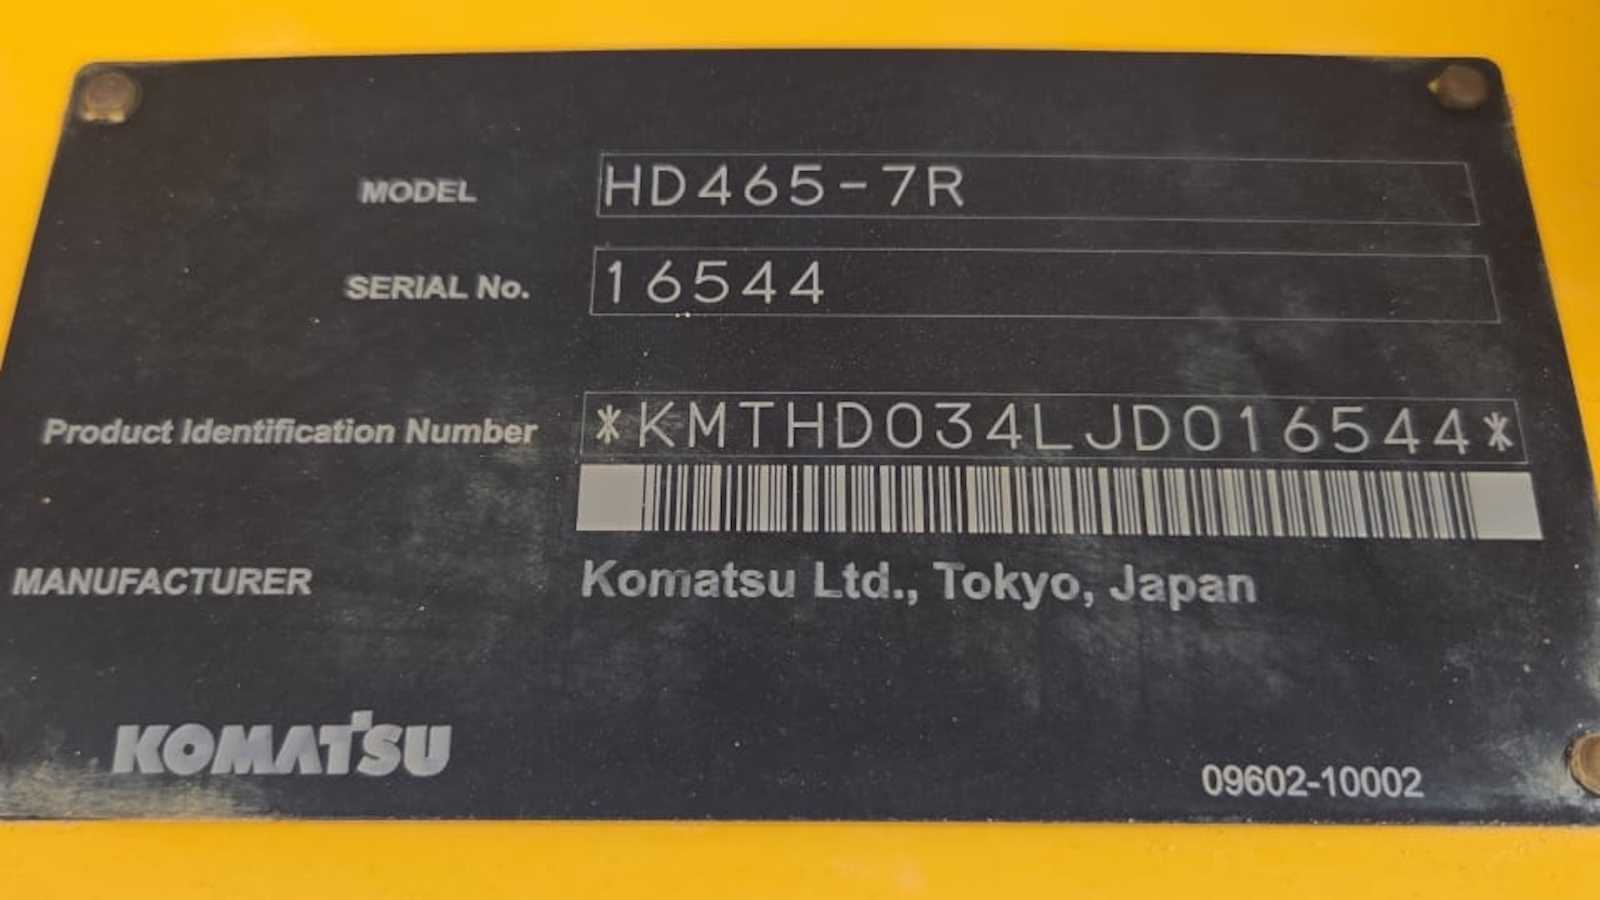 MODEL HD465-7R
SERIAL No. 16544
Product Identification Number *KMTHD034LJD016544*
MANUFACTURER Komatsu Ltd., Tokyo, Japan
KOMATSU
09602-10002